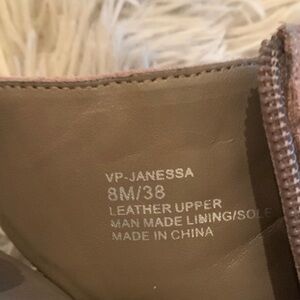 VP-JANESSA
8M/38
LEATHER UPPER
MAN MADE LINING/SOLE
MADE IN CHINA